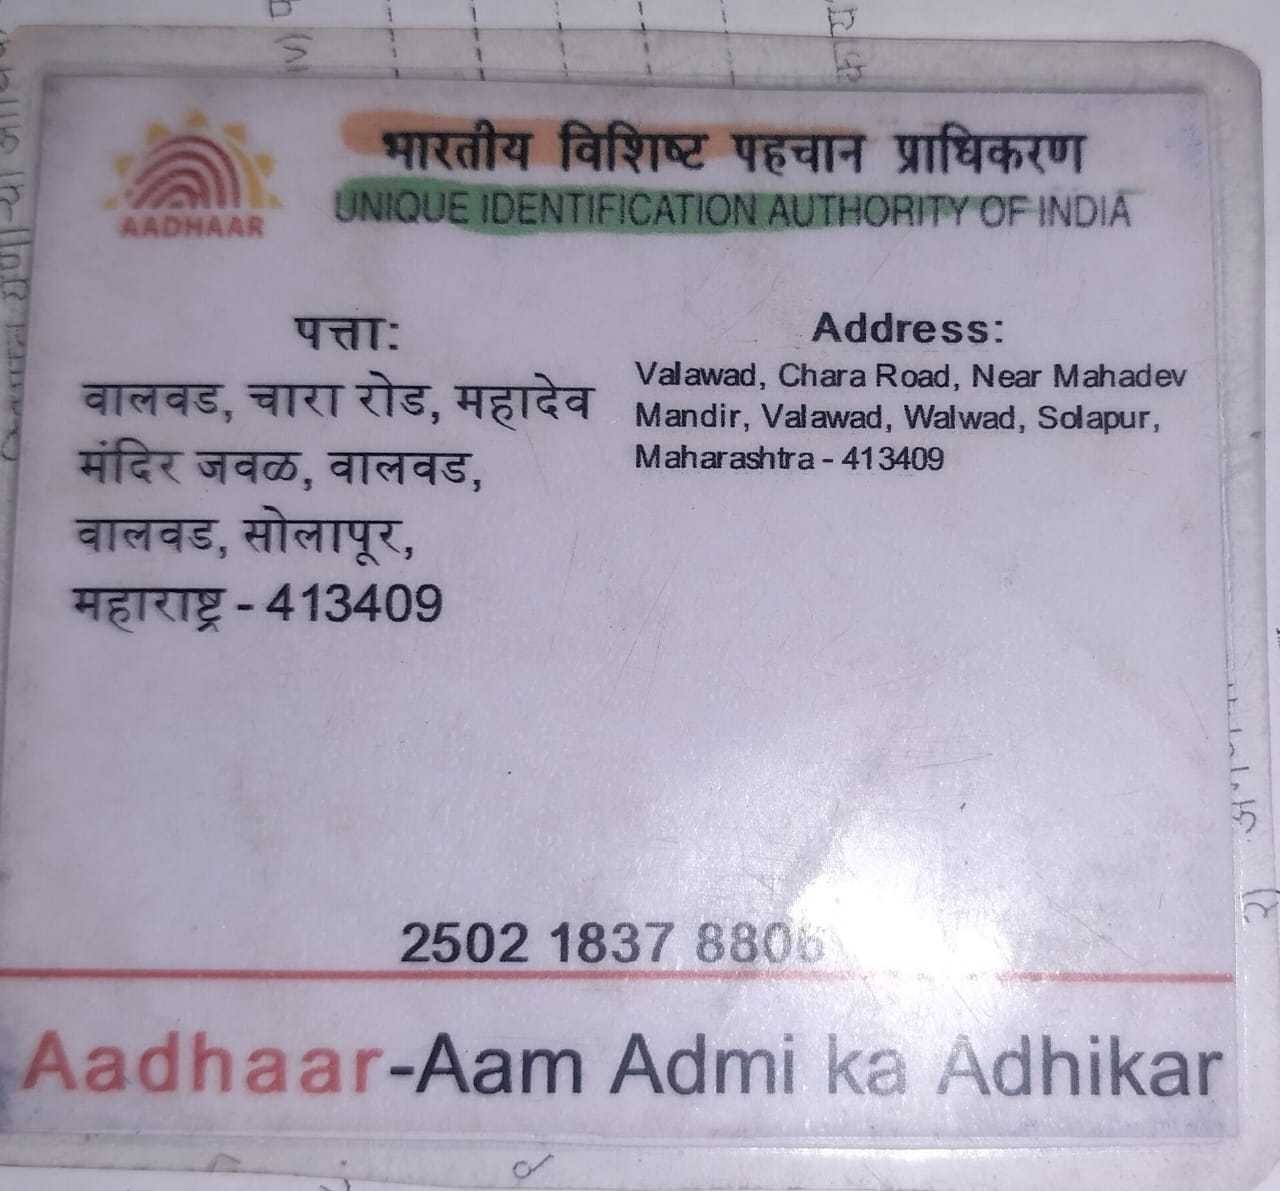 AADHAAR
भारतीय विशिष्ट पहचान प्राधिकरण
UNIQUE IDENTIFICATION AUTHORITY OF INDIA
पत्ता:
वालवड, चारा रोड, महादेव
मंदिर जवळ, वालवड,
वालवड, सोलापूर,
महाराष्ट्र - 413409
Address:
Valawad, Chara Road, Near Mahadev
Mandir, Valawad, Walwad, Solapur,
Maharashtra - 413409
2502 1837
Aadhaar-Aam Admi ka Adhikar